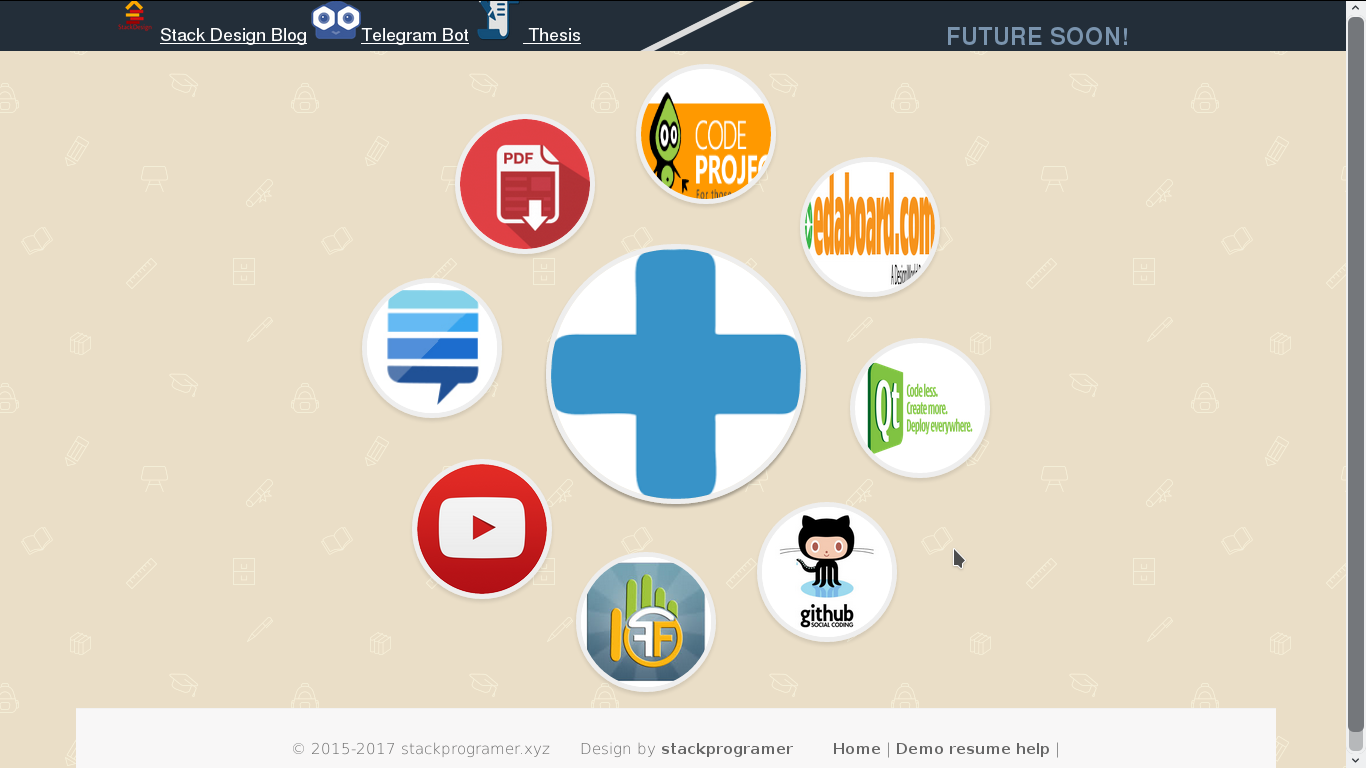 StackDesign
Stack Design Blog Telegram Bot Thesis
FUTURE SOON!
CODE
PROJEC
For those
PDF
edaboard.com
Qt
Code less.
Create more.
Deploy everywhere.
github
SOCIAL CODING
© 2015-2017 stackprogramer.xyz Design by stackprogramer Home | Demo resume help |